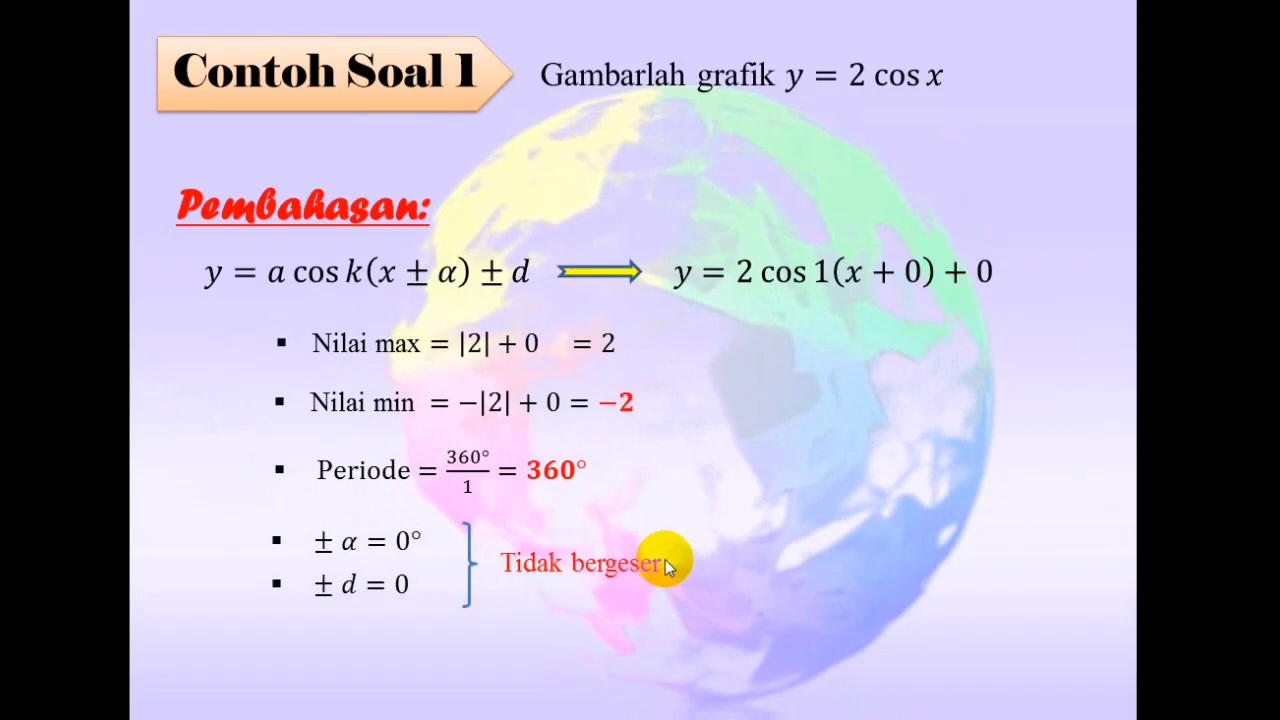 Contoh Soal 1
Gambarlah grafik y = 2 cos x
Pembahasan:
y = a cos k(x ± α) ± d
y = 2 cos 1(x + 0) + 0
▪ Nilai max = |2| + 0 = 2
▪ Nilai min = −|2| + 0 = −2
▪ Periode = 360°/1 = 360°
▪ ± α = 0°
▪ ± d = 0
Tidak bergeser